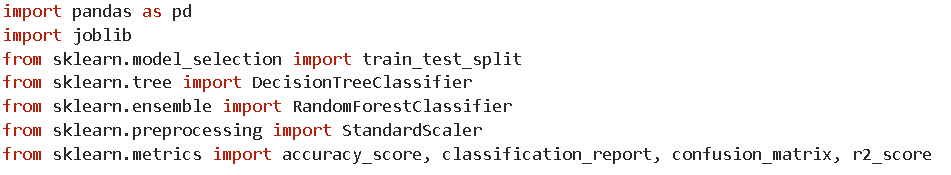 import pandas as pd
import joblib
from sklearn.model_selection import train_test_split
from sklearn.tree import DecisionTreeClassifier
from sklearn.ensemble import RandomForestClassifier
from sklearn.preprocessing import StandardScaler
from sklearn.metrics import accuracy_score, classification_report, confusion_matrix, r2_score